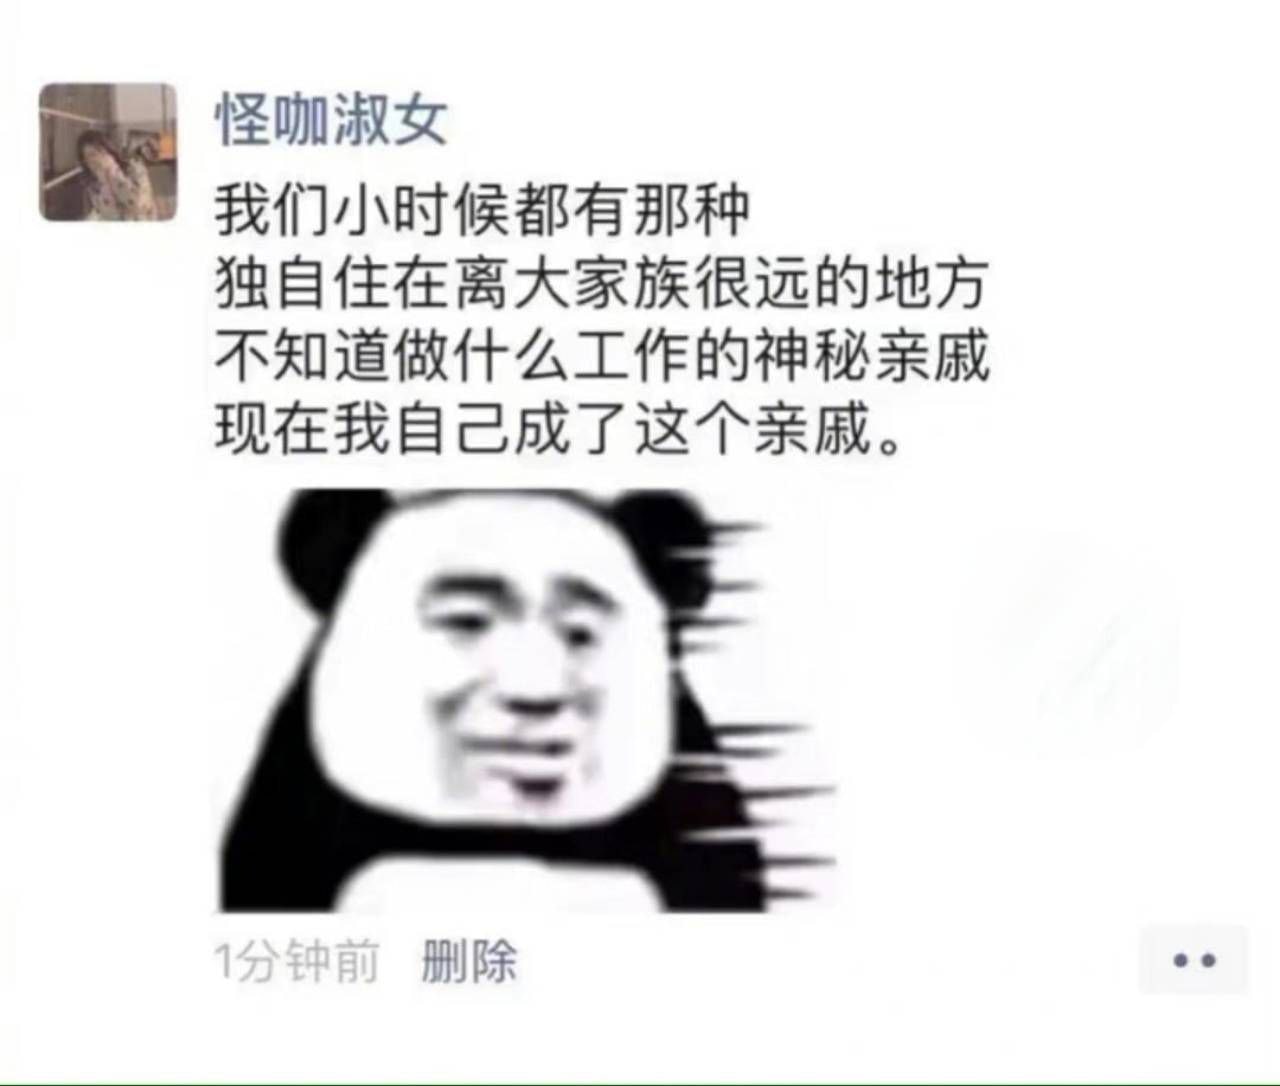 怪咖淑女
我们小时候都有那种
独自住在离大家族很远的地方
不知道做什么工作的神秘亲戚
现在我自己成了这个亲戚。
1分钟前 删除